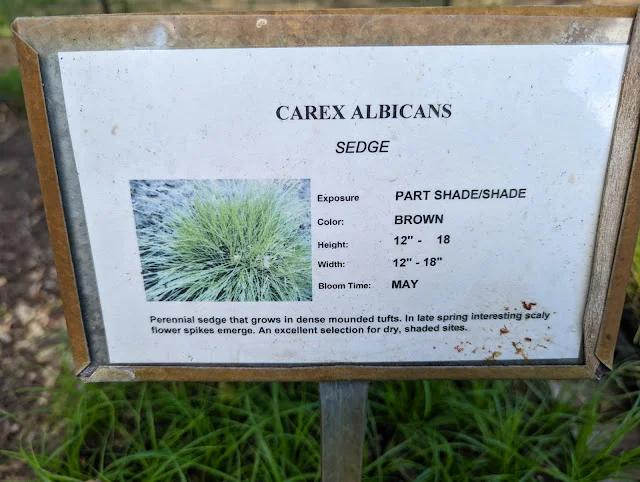 CAREX ALBICANS
SEDGE
Exposure PART SHADE/SHADE
Color: BROWN
Height: 12" - 18
Width: 12" - 18"
Bloom Time: MAY
Perennial sedge that grows in dense mounded tufts. In late spring interesting scaly
flower spikes emerge. An excellent selection for dry, shaded sites.